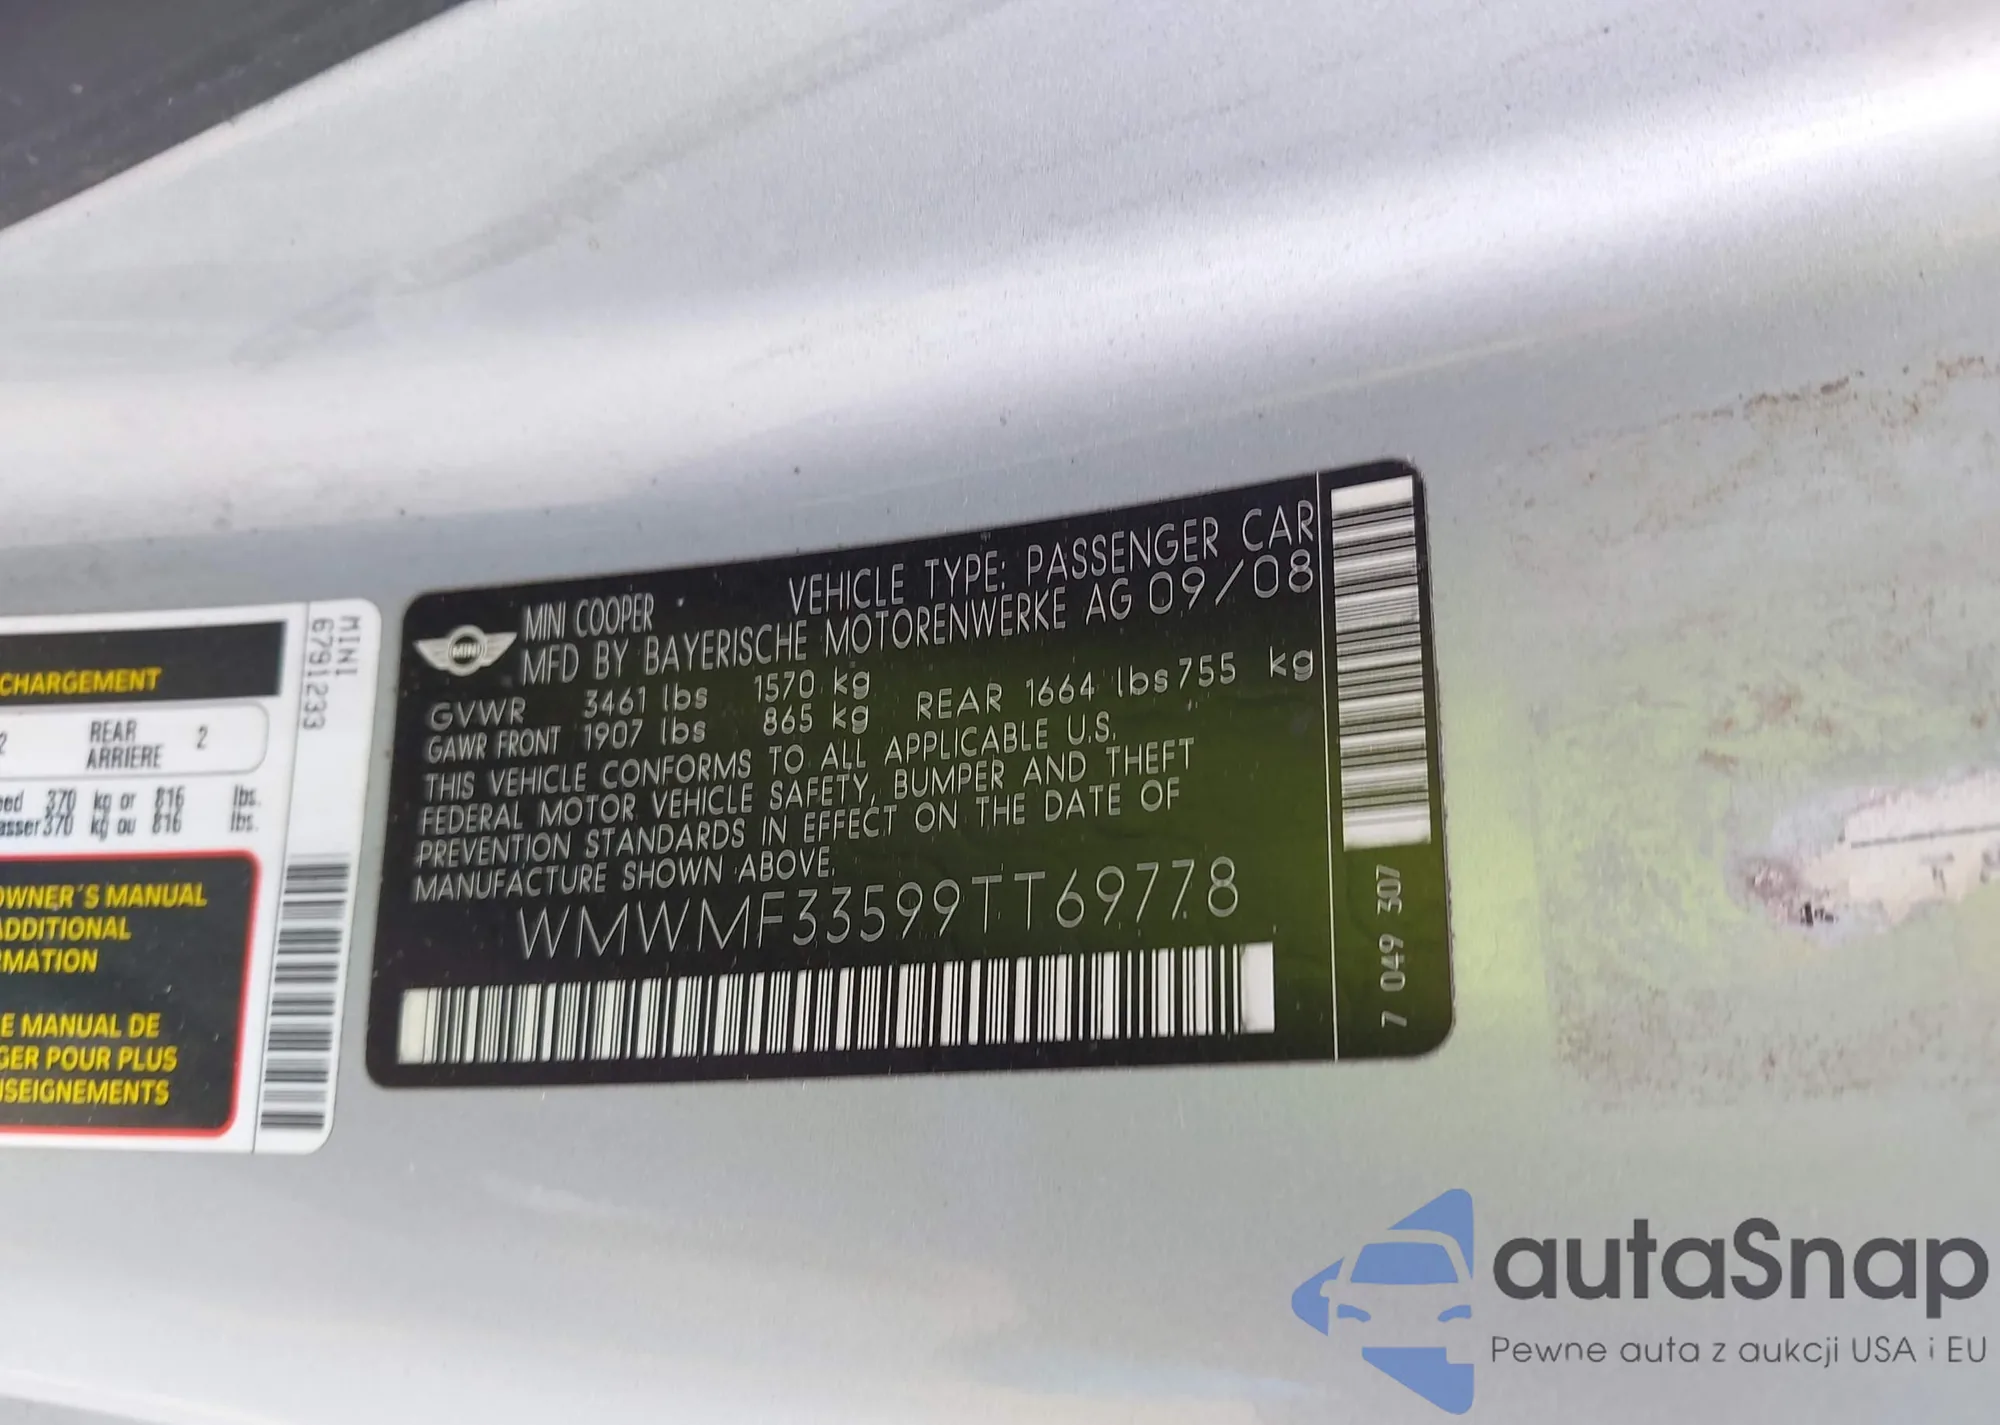 CHARGEMENT
2 REAR 2
ARRIERE
370 kg or 816 lbs.
370 kg ou 816 lbs.
OWNER'S MANUAL
MANUAL DE
POUR PLUS
MINI
6791233
MINI
MINI COOPER VEHICLE TYPE: PASSENGER CAR
MFD BY BAYERISCHE MOTORENWERKE AG 09/08
GVWR 3461 lbs 1570 kg
GAWR FRONT 1907 lbs 865 kg REAR 1664 lbs 755 kg
THIS VEHICLE CONFORMS TO ALL APPLICABLE U.S.
FEDERAL MOTOR VEHICLE SAFETY, BUMPER AND THEFT
PREVENTION STANDARDS IN EFFECT ON THE DATE OF
MANUFACTURE SHOWN ABOVE.
WMWMF33599TT69778
7 049 307
autaSnap
Pewne auta z aukcji USA i EU